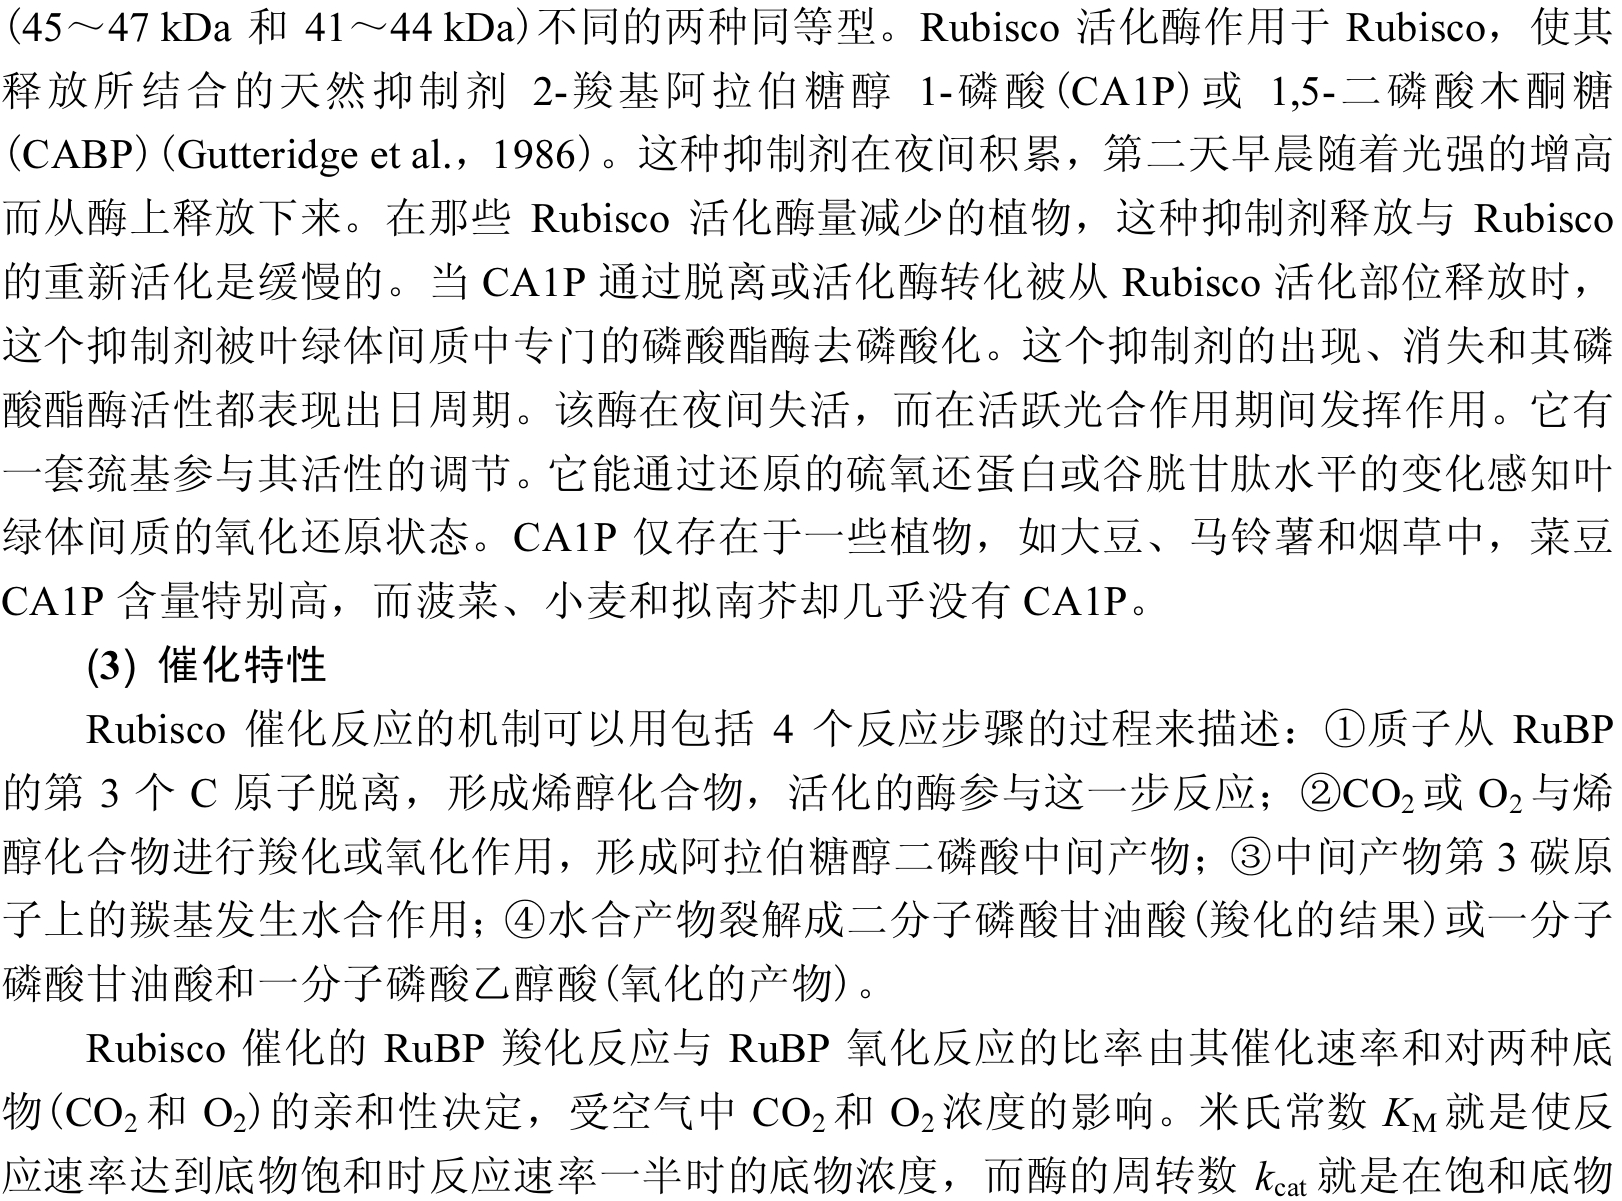 (45～47 kDa 和 41～44 kDa)不同的两种同等型。Rubisco 活化酶作用于 Rubisco，使其
释放所结合的天然抑制剂 2-羧基阿拉伯糖醇 1-磷酸(CA1P)或 1,5-二磷酸木酮糖
(CABP)(Gutteridge et al.，1986)。这种抑制剂在夜间积累，第二天早晨随着光强的增高
而从酶上释放下来。在那些 Rubisco 活化酶量减少的植物，这种抑制剂释放与 Rubisco
的重新活化是缓慢的。当 CA1P 通过脱离或活化酶转化被从 Rubisco 活化部位释放时，
这个抑制剂被叶绿体间质中专门的磷酸酯酶去磷酸化。这个抑制剂的出现、消失和其磷
酸酯酶活性都表现出日周期。该酶在夜间失活，而在活跃光合作用期间发挥作用。它有
一套巯基参与其活性的调节。它能通过还原的硫氧还蛋白或谷胱甘肽水平的变化感知叶
绿体间质的氧化还原状态。CA1P 仅存在于一些植物，如大豆、马铃薯和烟草中，菜豆
CA1P 含量特别高，而菠菜、小麦和拟南芥却几乎没有 CA1P。
(3) 催化特性
Rubisco 催化反应的机制可以用包括 4 个反应步骤的过程来描述：①质子从 RuBP
的第 3 个 C 原子脱离，形成烯醇化合物，活化的酶参与这一步反应；②CO₂或 O₂与烯
醇化合物进行羧化或氧化作用，形成阿拉伯糖醇二磷酸中间产物；③中间产物第 3 碳原
子上的羰基发生水合作用；④水合产物裂解成二分子磷酸甘油酸(羧化的结果)或一分子
磷酸甘油酸和一分子磷酸乙醇酸(氧化的产物)。
Rubisco 催化的 RuBP 羧化反应与 RuBP 氧化反应的比率由其催化速率和对两种底
物(CO₂和 O₂)的亲和性决定，受空气中 CO₂和 O₂浓度的影响。米氏常数 K_M就是使反
应速率达到底物饱和时反应速率一半时的底物浓度，而酶的周转数 k_cat就是在饱和底物